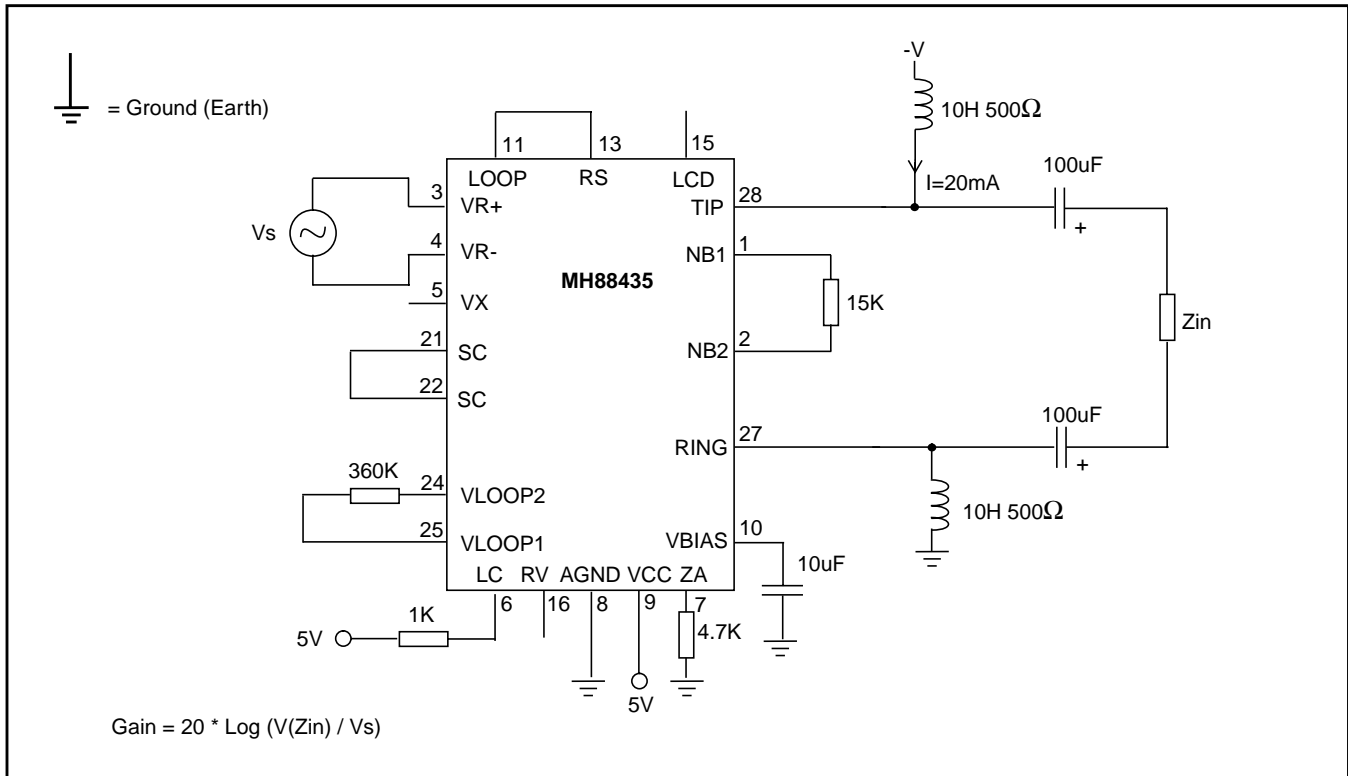 -V
= Ground (Earth)
10H 500Ω
11
13
15
100uF
LOOP
RS
LCD
I=20mA
3
VR+
TIP
28
+
Vs
4
VR-
NB1
1
MH88435
5
VX
15K
Zin
21
SC
NB2
2
22
SC
100uF
RING
27
+
360K
24
VLOOP2
10H 500Ω
25
VLOOP1
VBIAS
10
10uF
LC
RV
AGND
VCC
ZA
6
16
8
9
7
1K
5V
4.7K
5V
Gain = 20 * Log (V(Zin) / Vs)